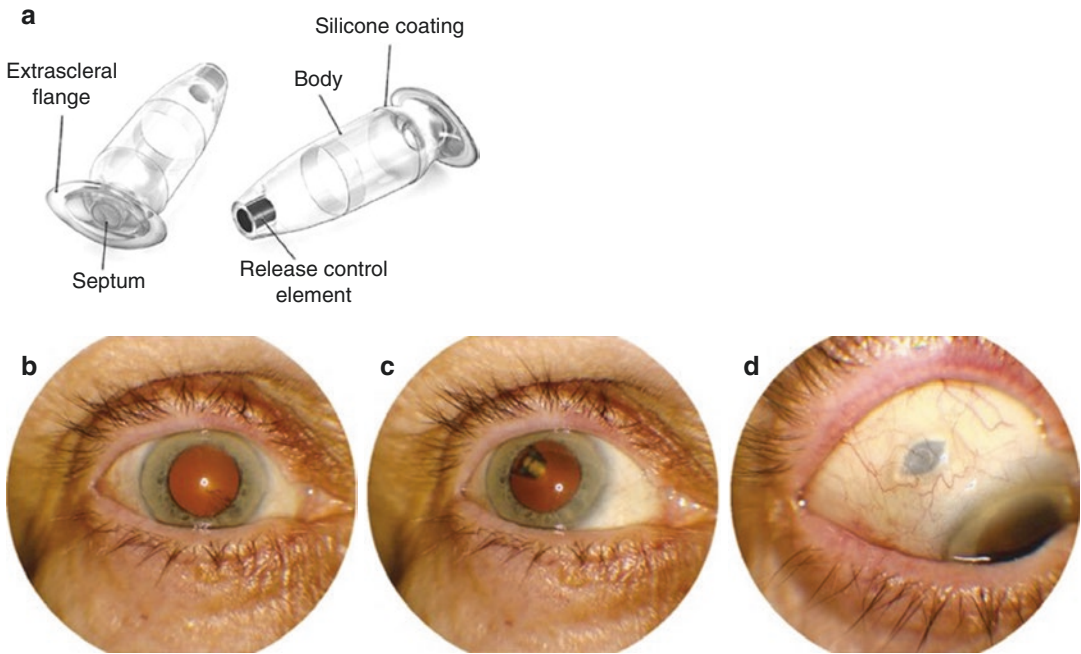 a
Silicone coating
Extrascleral
flange
Body
Septum
Release control
element
b
c
d